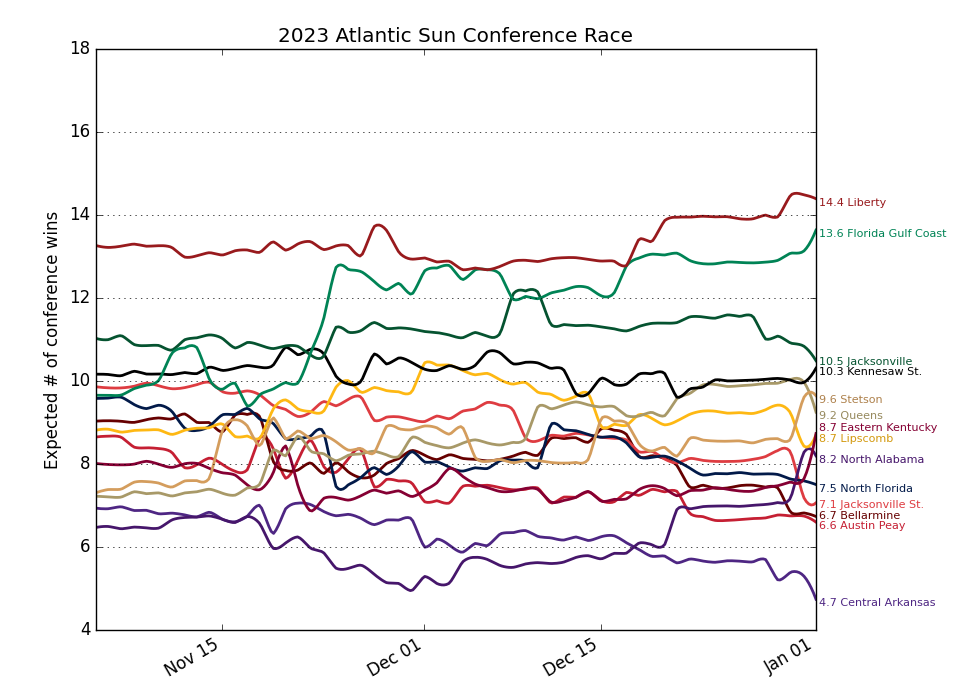 2023 Atlantic Sun Conference Race
Expected # of conference wins
18
16
14
12
10
8
6
4
Nov 15
Dec 01
Dec 15
Jan 01
14.4 Liberty
13.6 Florida Gulf Coast
10.5 Jacksonville
10.3 Kennesaw St.
9.6 Stetson
9.2 Queens
8.7 Eastern Kentucky
8.7 Lipscomb
8.2 North Alabama
7.5 North Florida
7.1 Jacksonville St.
6.7 Bellarmine
6.6 Austin Peay
4.7 Central Arkansas